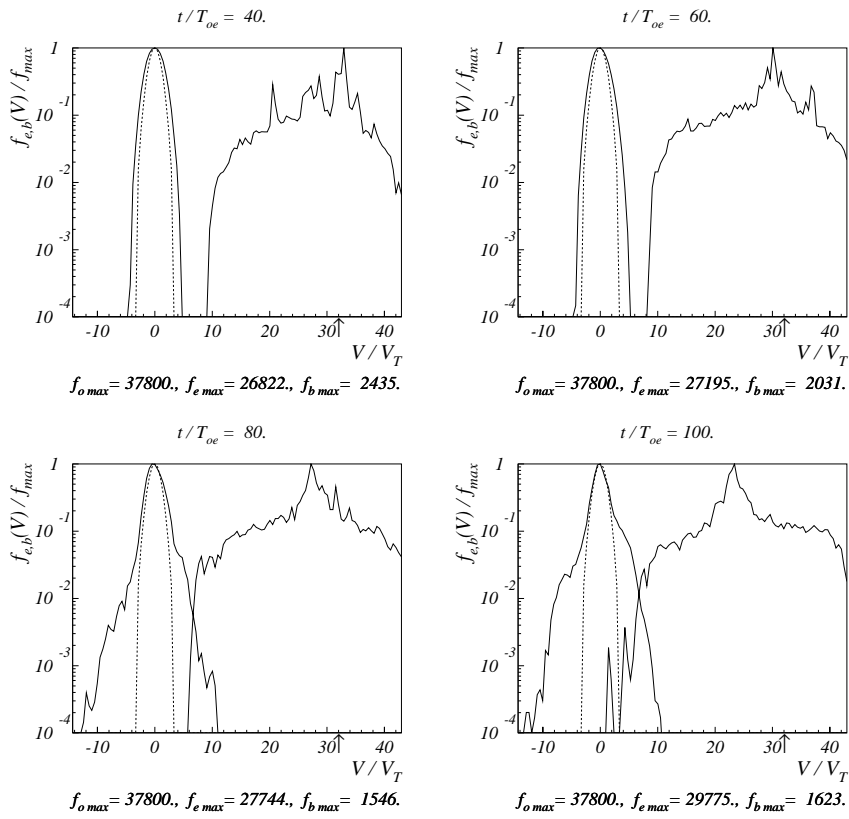 t / T_oe = 40.
f_e,b(V) / f_max
1
10^-1
10^-2
10^-3
10^-4
-10 0 10 20 30 40
V / V_T
f_o max= 37800., f_e max= 26822., f_b max= 2435.
t / T_oe = 60.
f_e,b(V) / f_max
1
10^-1
10^-2
10^-3
10^-4
-10 0 10 20 30 40
V / V_T
f_o max= 37800., f_e max= 27195., f_b max= 2031.
t / T_oe = 80.
f_e,b(V) / f_max
1
10^-1
10^-2
10^-3
10^-4
-10 0 10 20 30 40
V / V_T
f_o max= 37800., f_e max= 27744., f_b max= 1546.
t / T_oe = 100.
f_e,b(V) / f_max
1
10^-1
10^-2
10^-3
10^-4
-10 0 10 20 30 40
V / V_T
f_o max= 37800., f_e max= 29775., f_b max= 1623.